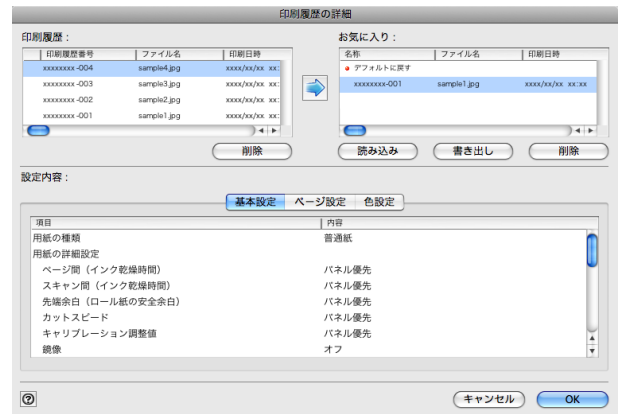 印刷履歴の詳細
印刷履歴：
印刷履歴番号 ファイル名 印刷日時
xxxxxxxx-004 sample4.jpg xxxx/xx/xx xx:
xxxxxxxx-003 sample3.jpg xxxx/xx/xx xx:
xxxxxxxx-002 sample2.jpg xxxx/xx/xx xx:
xxxxxxxx-001 sample1.jpg xxxx/xx/xx xx:
削除
お気に入り：
名称 ファイル名 印刷日時
デフォルトに戻す
xxxxxxxx-001 sample1.jpg xxxx/xx/xx xx:xx
読み込み 書き出し 削除
設定内容：
基本設定 ページ設定 色設定
項目 内容
用紙の種類 普通紙
用紙の詳細設定
ページ間（インク乾燥時間） パネル優先
スキャン間（インク乾燥時間） パネル優先
先端余白（ロール紙の安全余白） パネル優先
カットスピード パネル優先
キャリブレーション調整値 パネル優先
鏡像 オフ
? キャンセル OK